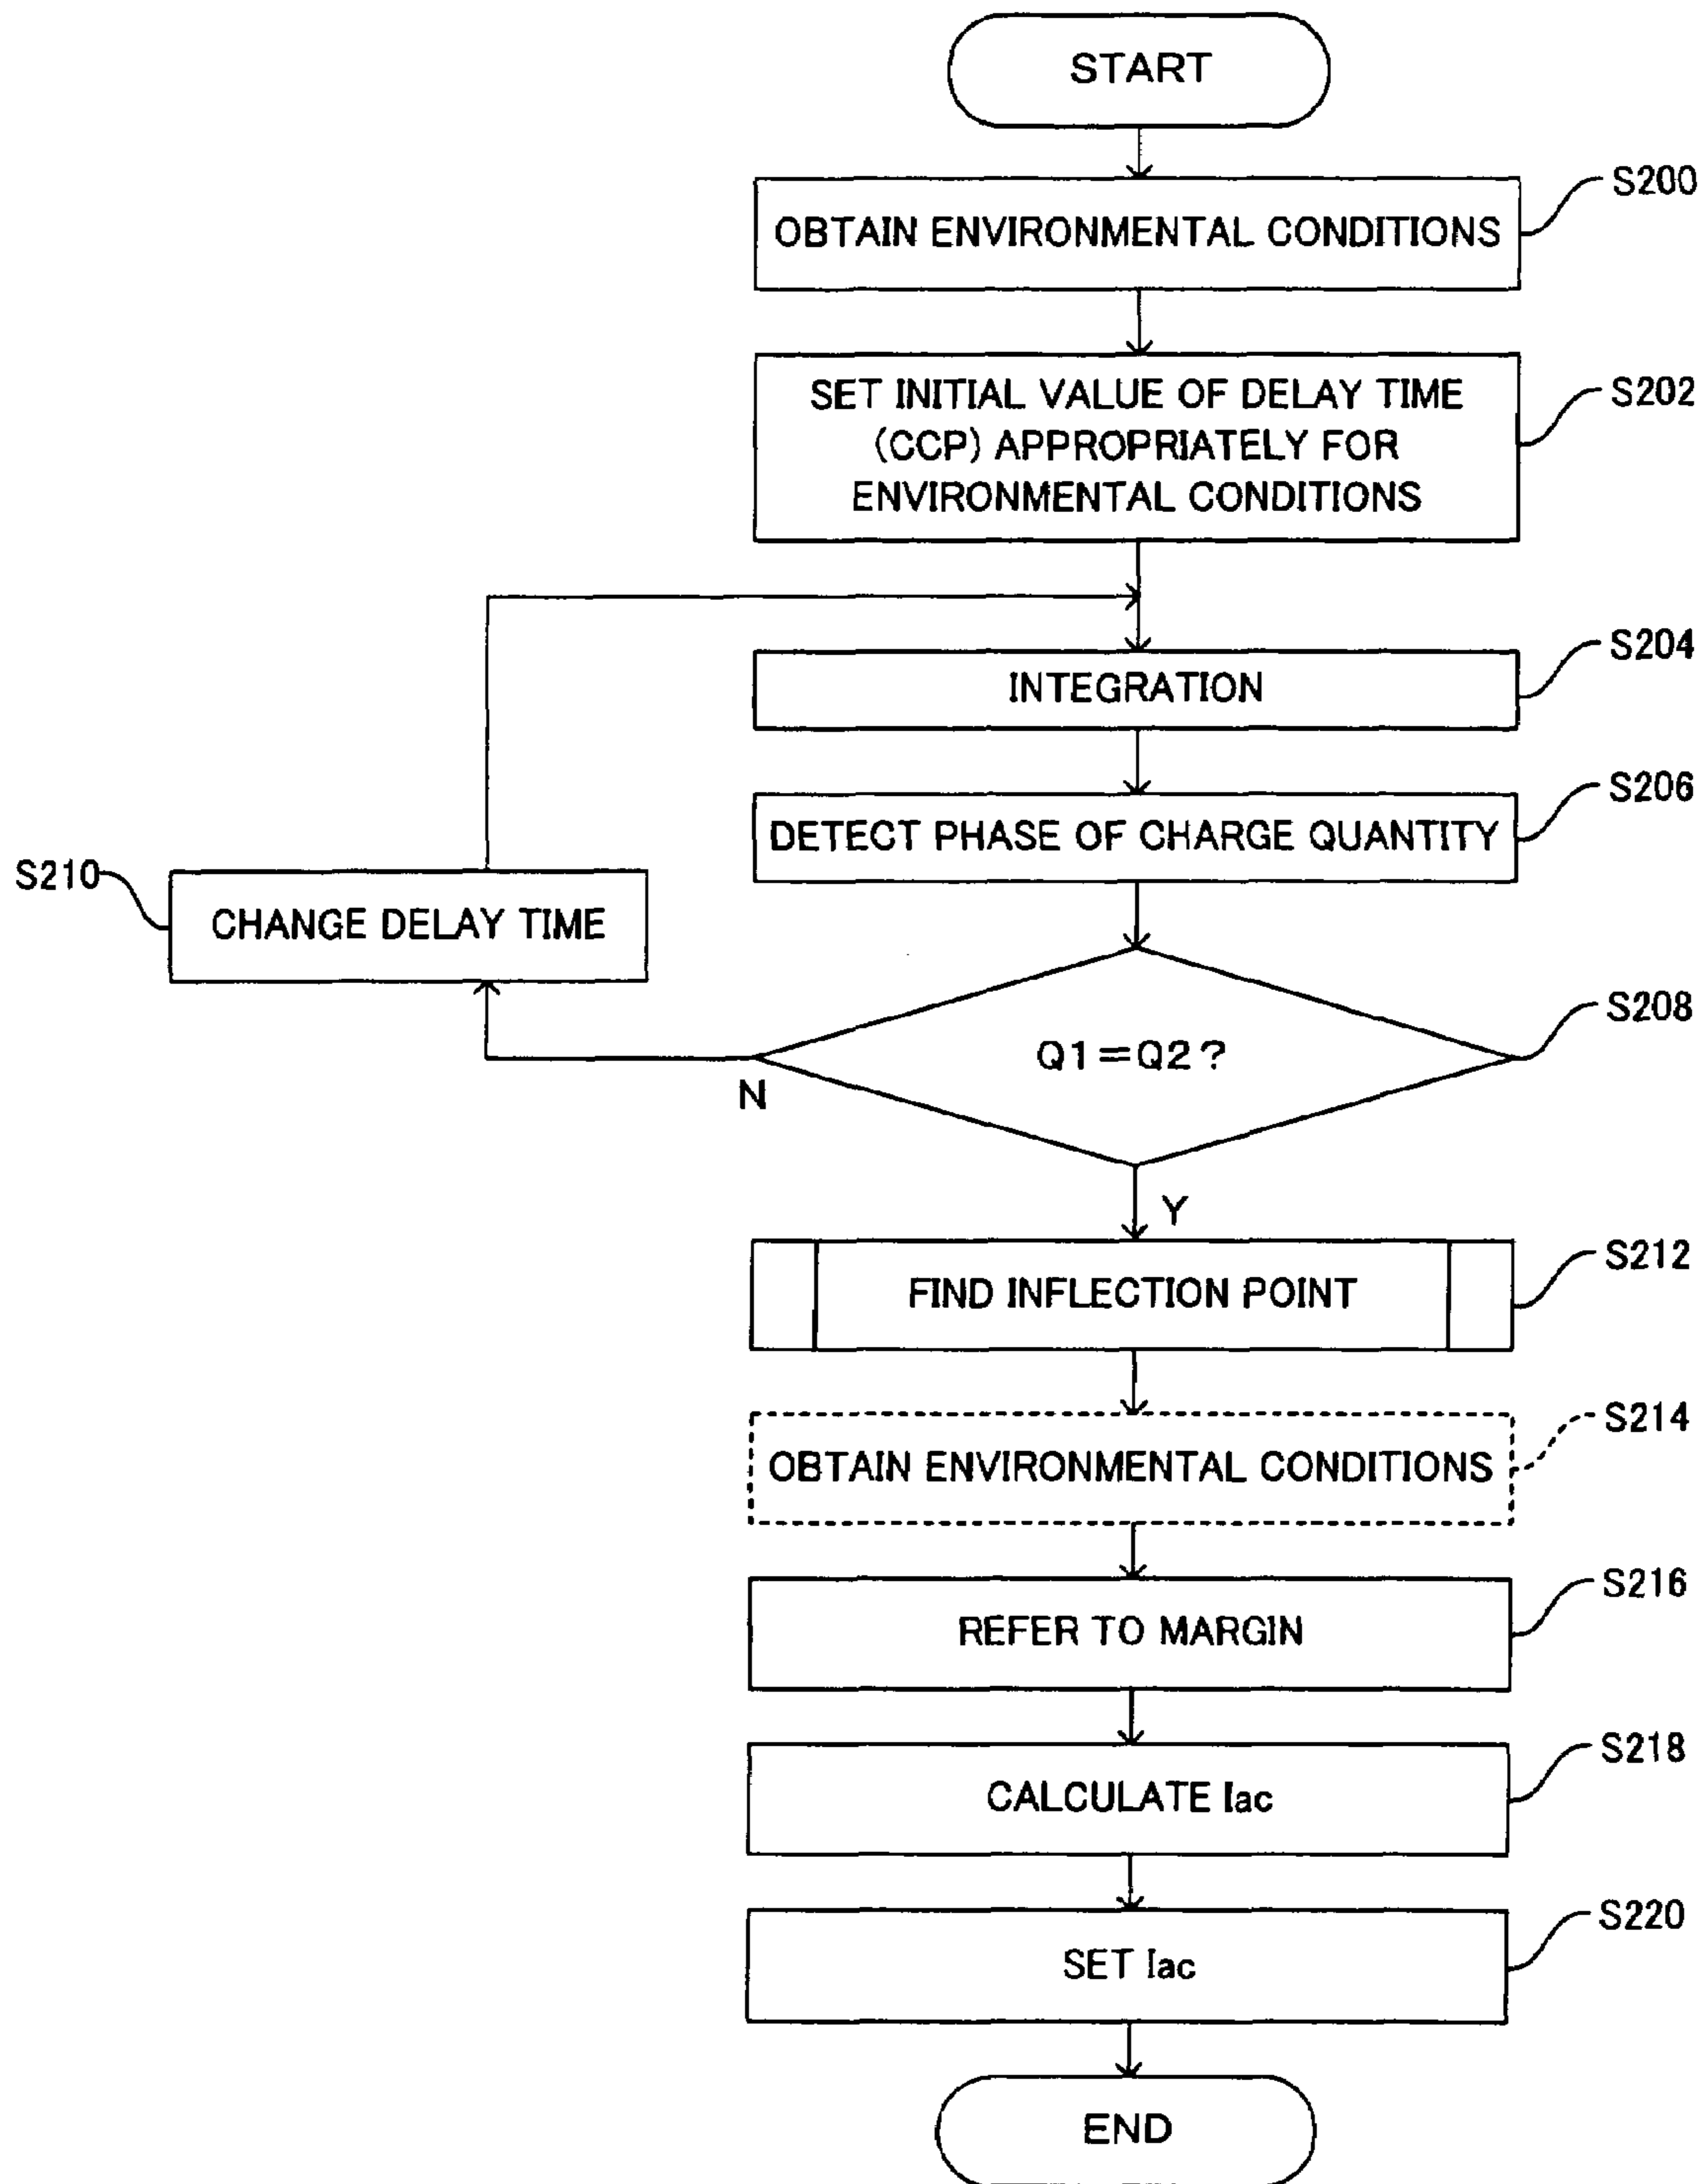 START
S200
OBTAIN ENVIRONMENTAL CONDITIONS
S202
SET INITIAL VALUE OF DELAY TIME
(CCP) APPROPRIATELY FOR
ENVIRONMENTAL CONDITIONS
S204
INTEGRATION
S206
DETECT PHASE OF CHARGE QUANTITY
S210
CHANGE DELAY TIME
S208
Q1=Q2?
N
Y
S212
FIND INFLECTION POINT
S214
OBTAIN ENVIRONMENTAL CONDITIONS
S216
REFER TO MARGIN
S218
CALCULATE Iac
S220
SET Iac
END